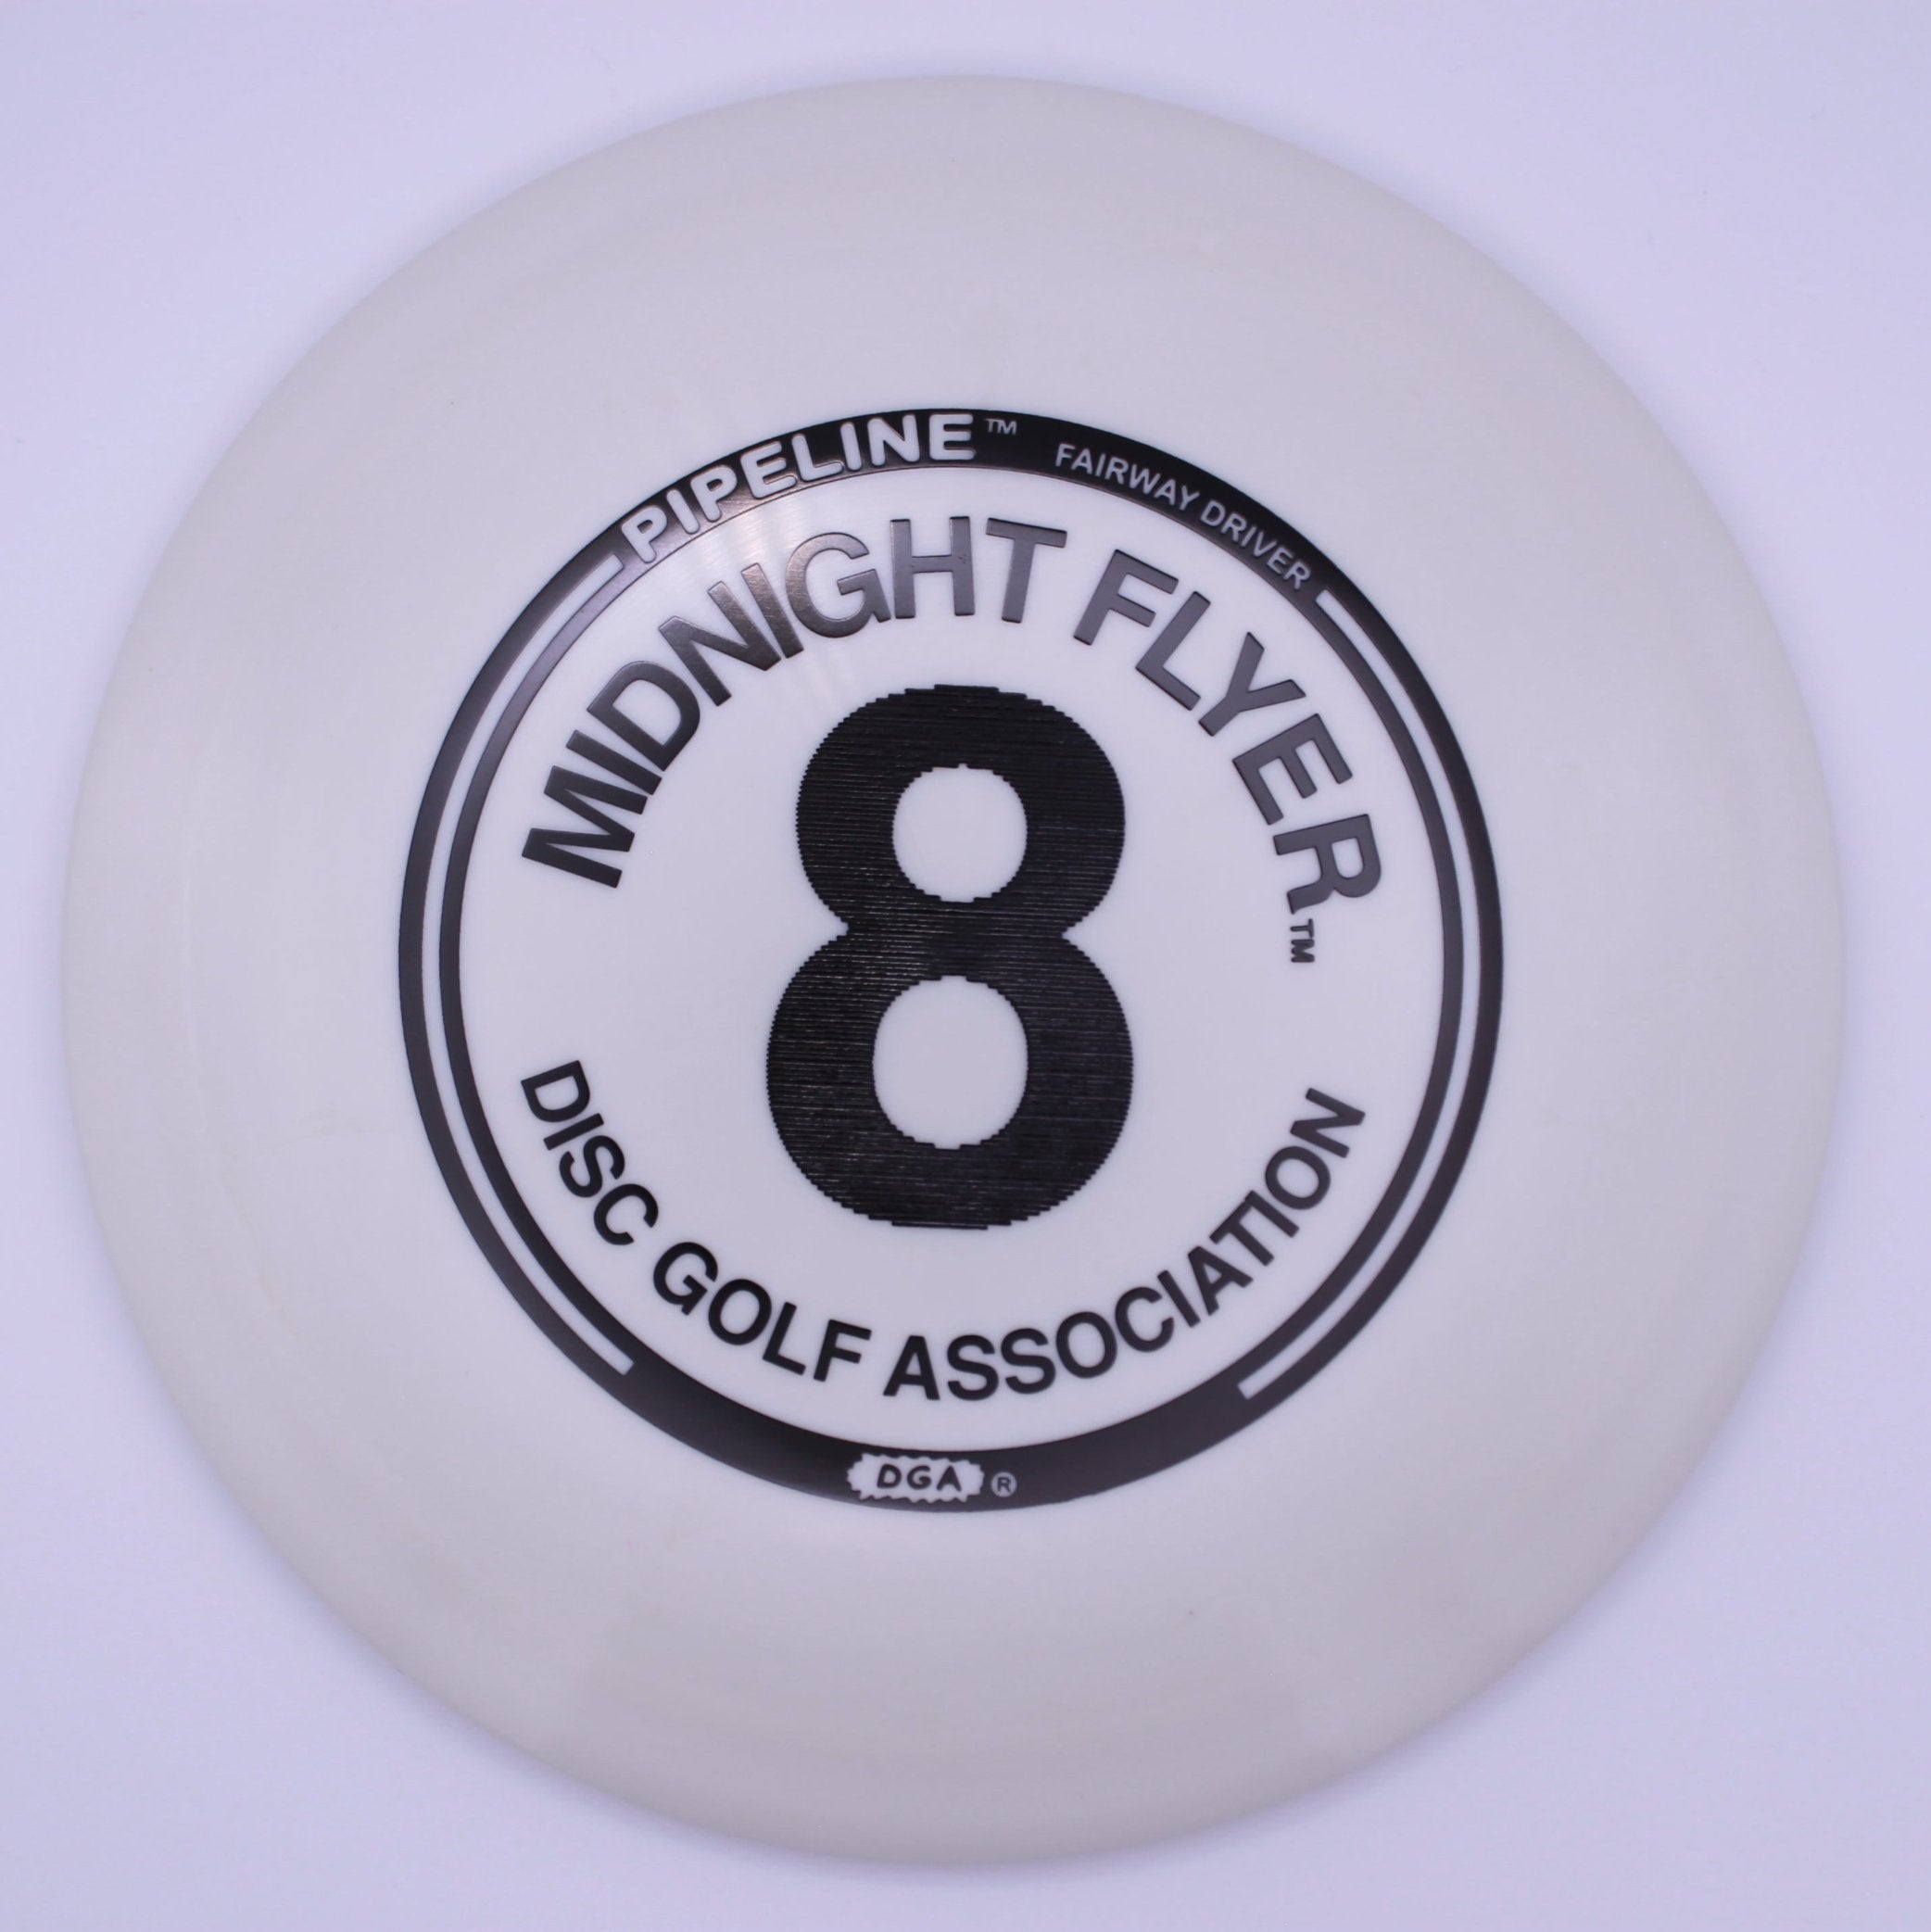 PIPELINE™ FAIRWAY DRIVER
MIDNIGHT FLYER™
8
DISC GOLF ASSOCIATION
DGA®